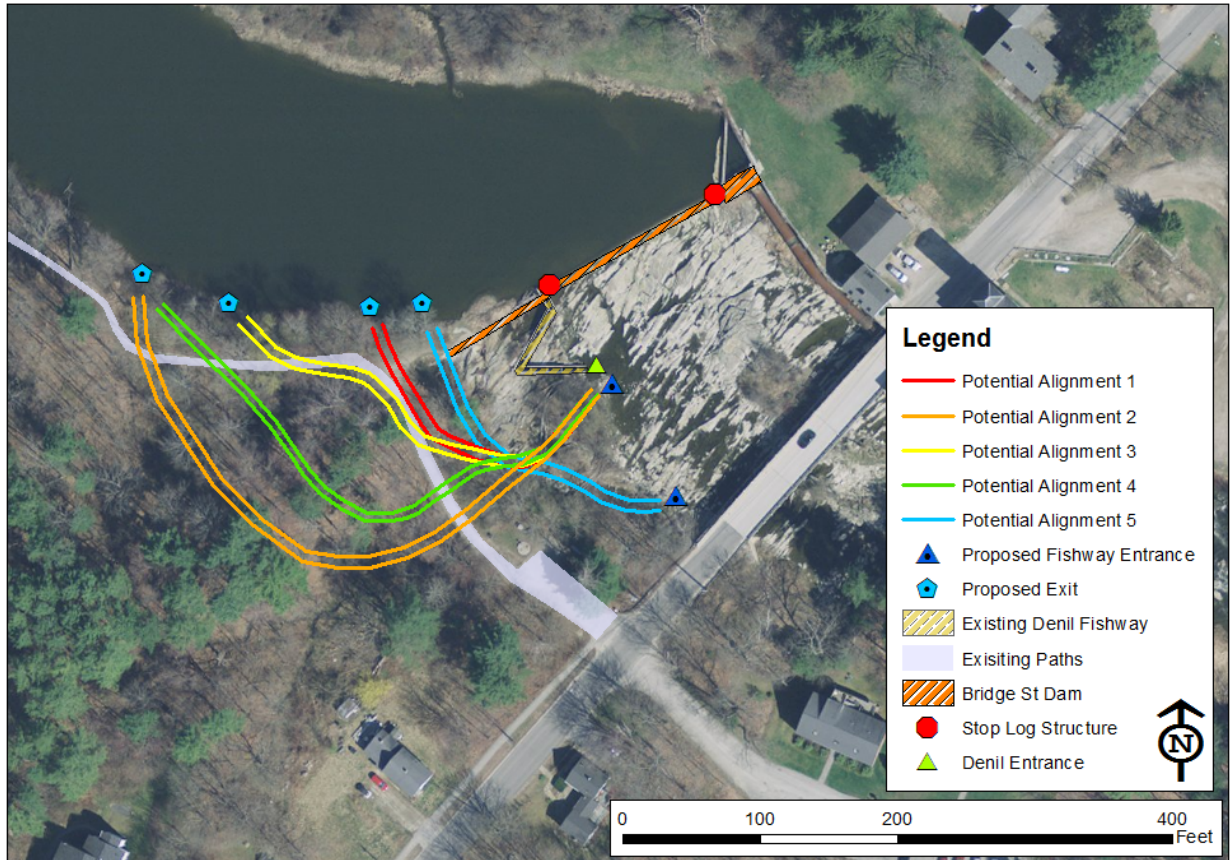 Legend
Potential Alignment 1
Potential Alignment 2
Potential Alignment 3
Potential Alignment 4
Potential Alignment 5
Proposed Fishway Entrance
Proposed Exit
Existing Denil Fishway
Exisiting Paths
Bridge St Dam
Stop Log Structure
Denil Entrance
N
0 100 200 400
Feet